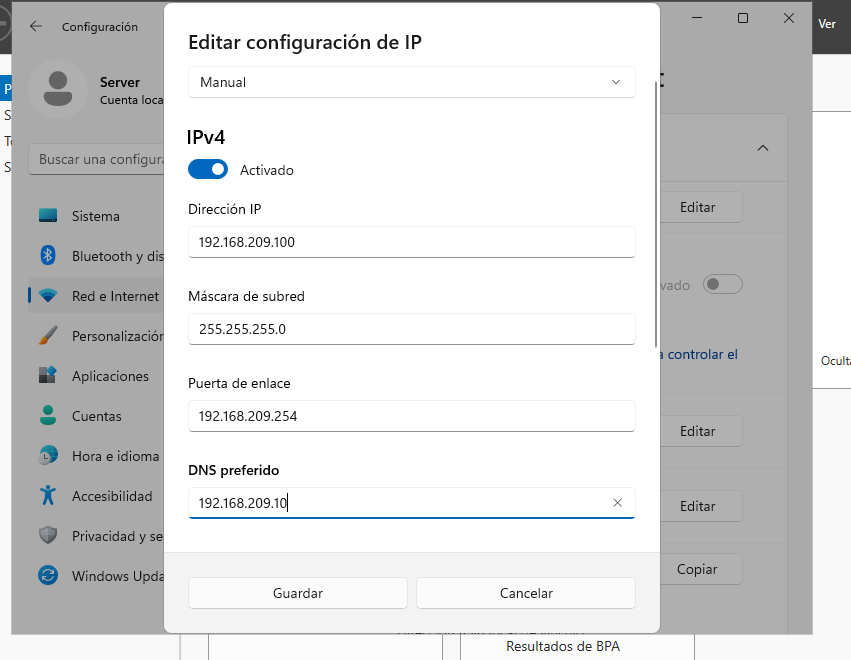 Configuración
Editar configuración de IP
Ver
Server
Cuenta loca
Manual
Buscar una configura
IPv4
Activado
Dirección IP
192.168.209.100
Editar
Sistema
Bluetooth y dis
Red e Internet
vado
Máscara de subred
255.255.255.0
Personalización
a controlar el
Oculta
Aplicaciones
Puerta de enlace
192.168.209.254
Cuentas
Editar
Hora e idioma
DNS preferido
192.168.209.10
Accesibilidad
Editar
Privacidad y se
Windows Upda
Copiar
Guardar
Cancelar
Resultados de BPA